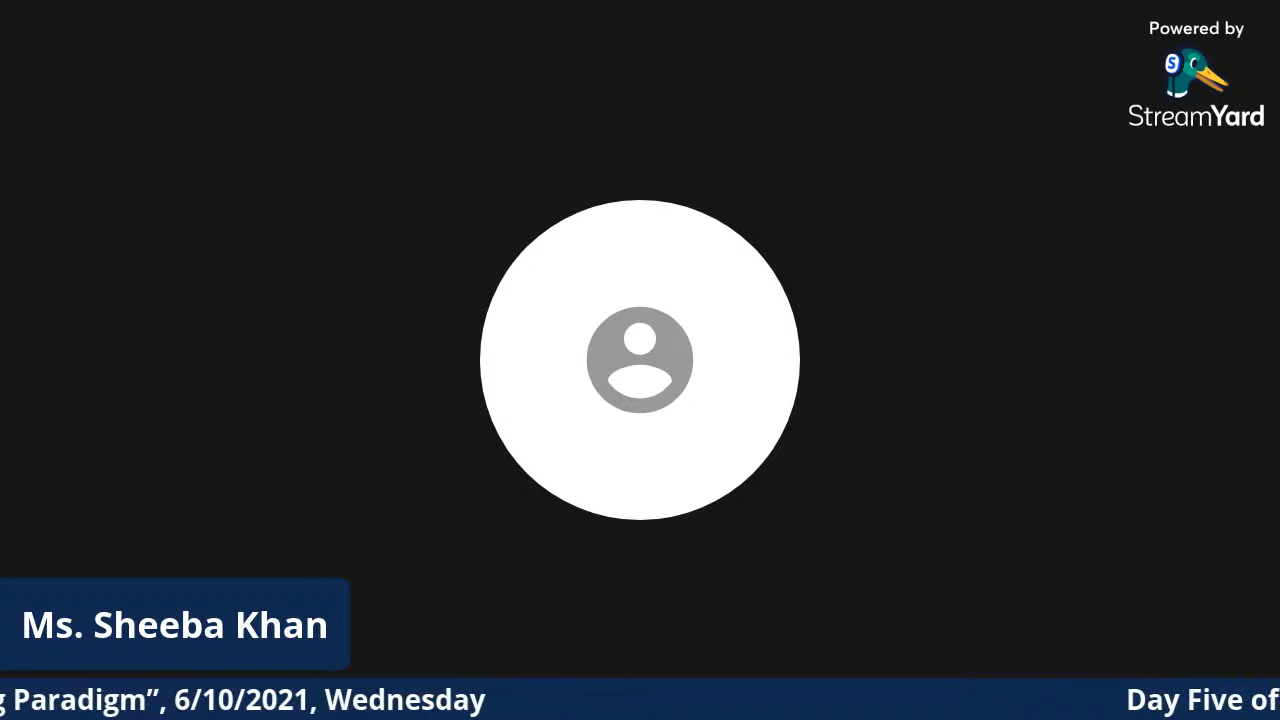 Powered by
S
StreamYard
Ms. Sheeba Khan
g Paradigm”, 6/10/2021, Wednesday
Day Five of